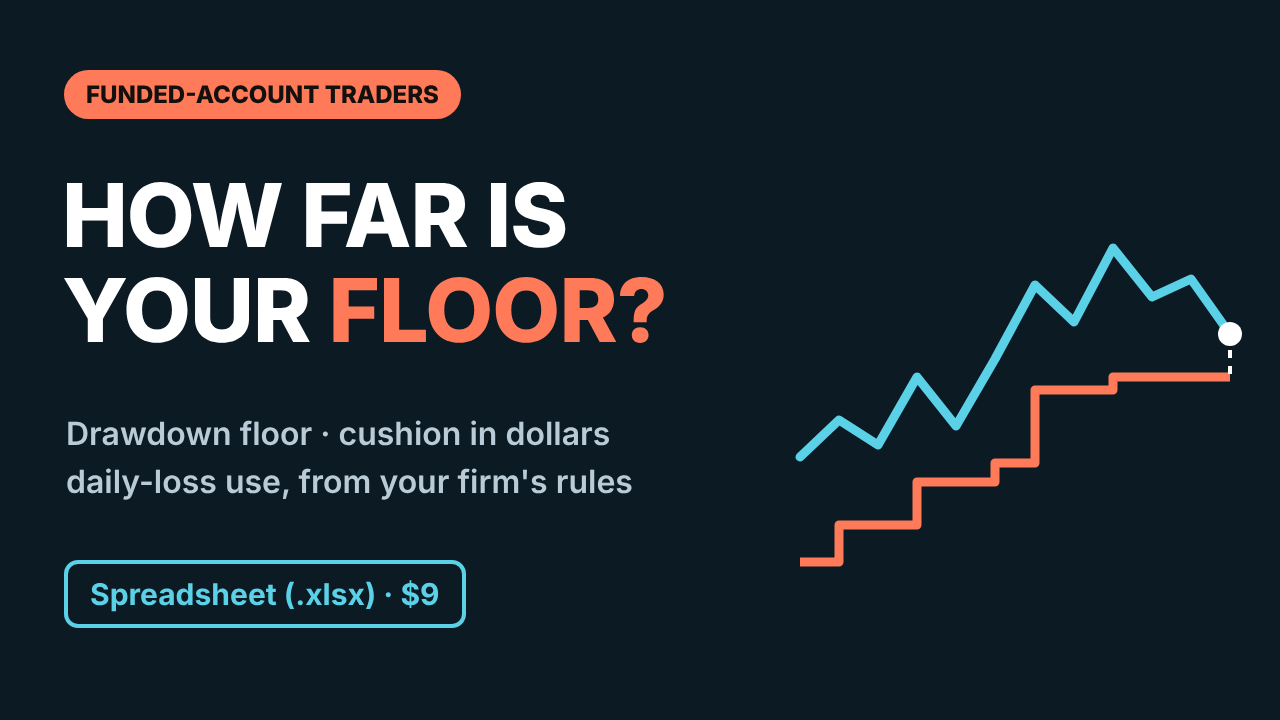 FUNDED-ACCOUNT TRADERS
HOW FAR IS
YOUR FLOOR?
Drawdown floor · cushion in dollars
daily-loss use, from your firm's rules
Spreadsheet (.xlsx) · $9